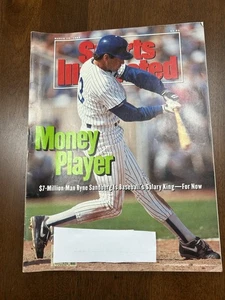 Sports
Illustrated
Money
Player
$7-Million-Man Ryne Sandberg Is Baseball's Salary King—For Now